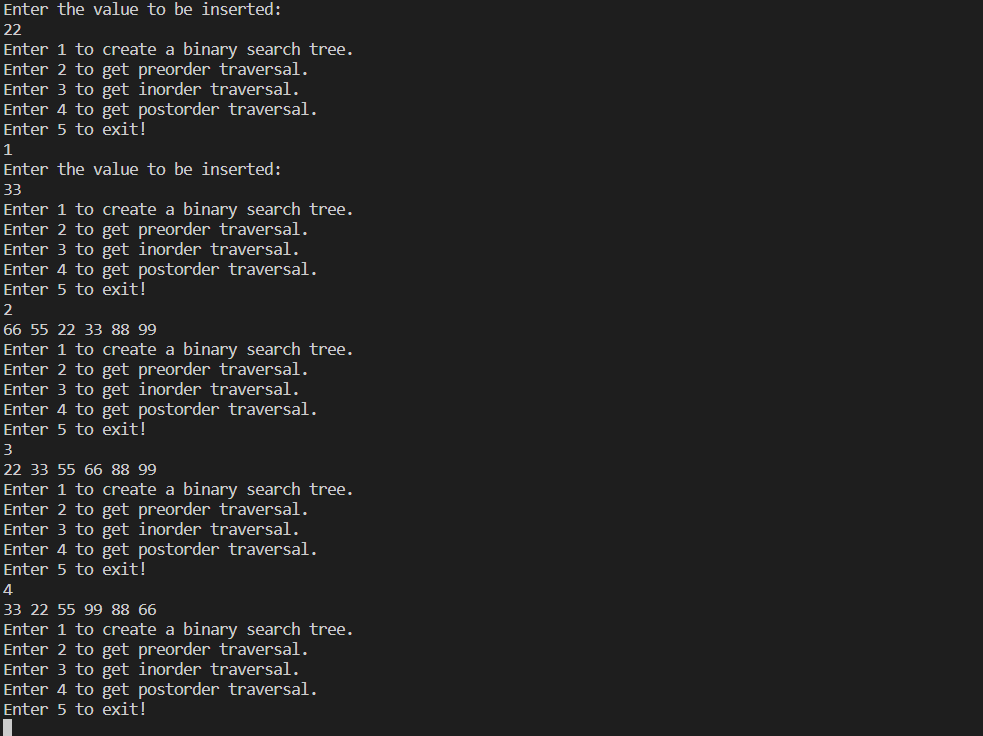 Enter the value to be inserted:
22
Enter 1 to create a binary search tree.
Enter 2 to get preorder traversal.
Enter 3 to get inorder traversal.
Enter 4 to get postorder traversal.
Enter 5 to exit!
1
Enter the value to be inserted:
33
Enter 1 to create a binary search tree.
Enter 2 to get preorder traversal.
Enter 3 to get inorder traversal.
Enter 4 to get postorder traversal.
Enter 5 to exit!
2
66 55 22 33 88 99
Enter 1 to create a binary search tree.
Enter 2 to get preorder traversal.
Enter 3 to get inorder traversal.
Enter 4 to get postorder traversal.
Enter 5 to exit!
3
22 33 55 66 88 99
Enter 1 to create a binary search tree.
Enter 2 to get preorder traversal.
Enter 3 to get inorder traversal.
Enter 4 to get postorder traversal.
Enter 5 to exit!
4
33 22 55 99 88 66
Enter 1 to create a binary search tree.
Enter 2 to get preorder traversal.
Enter 3 to get inorder traversal.
Enter 4 to get postorder traversal.
Enter 5 to exit!